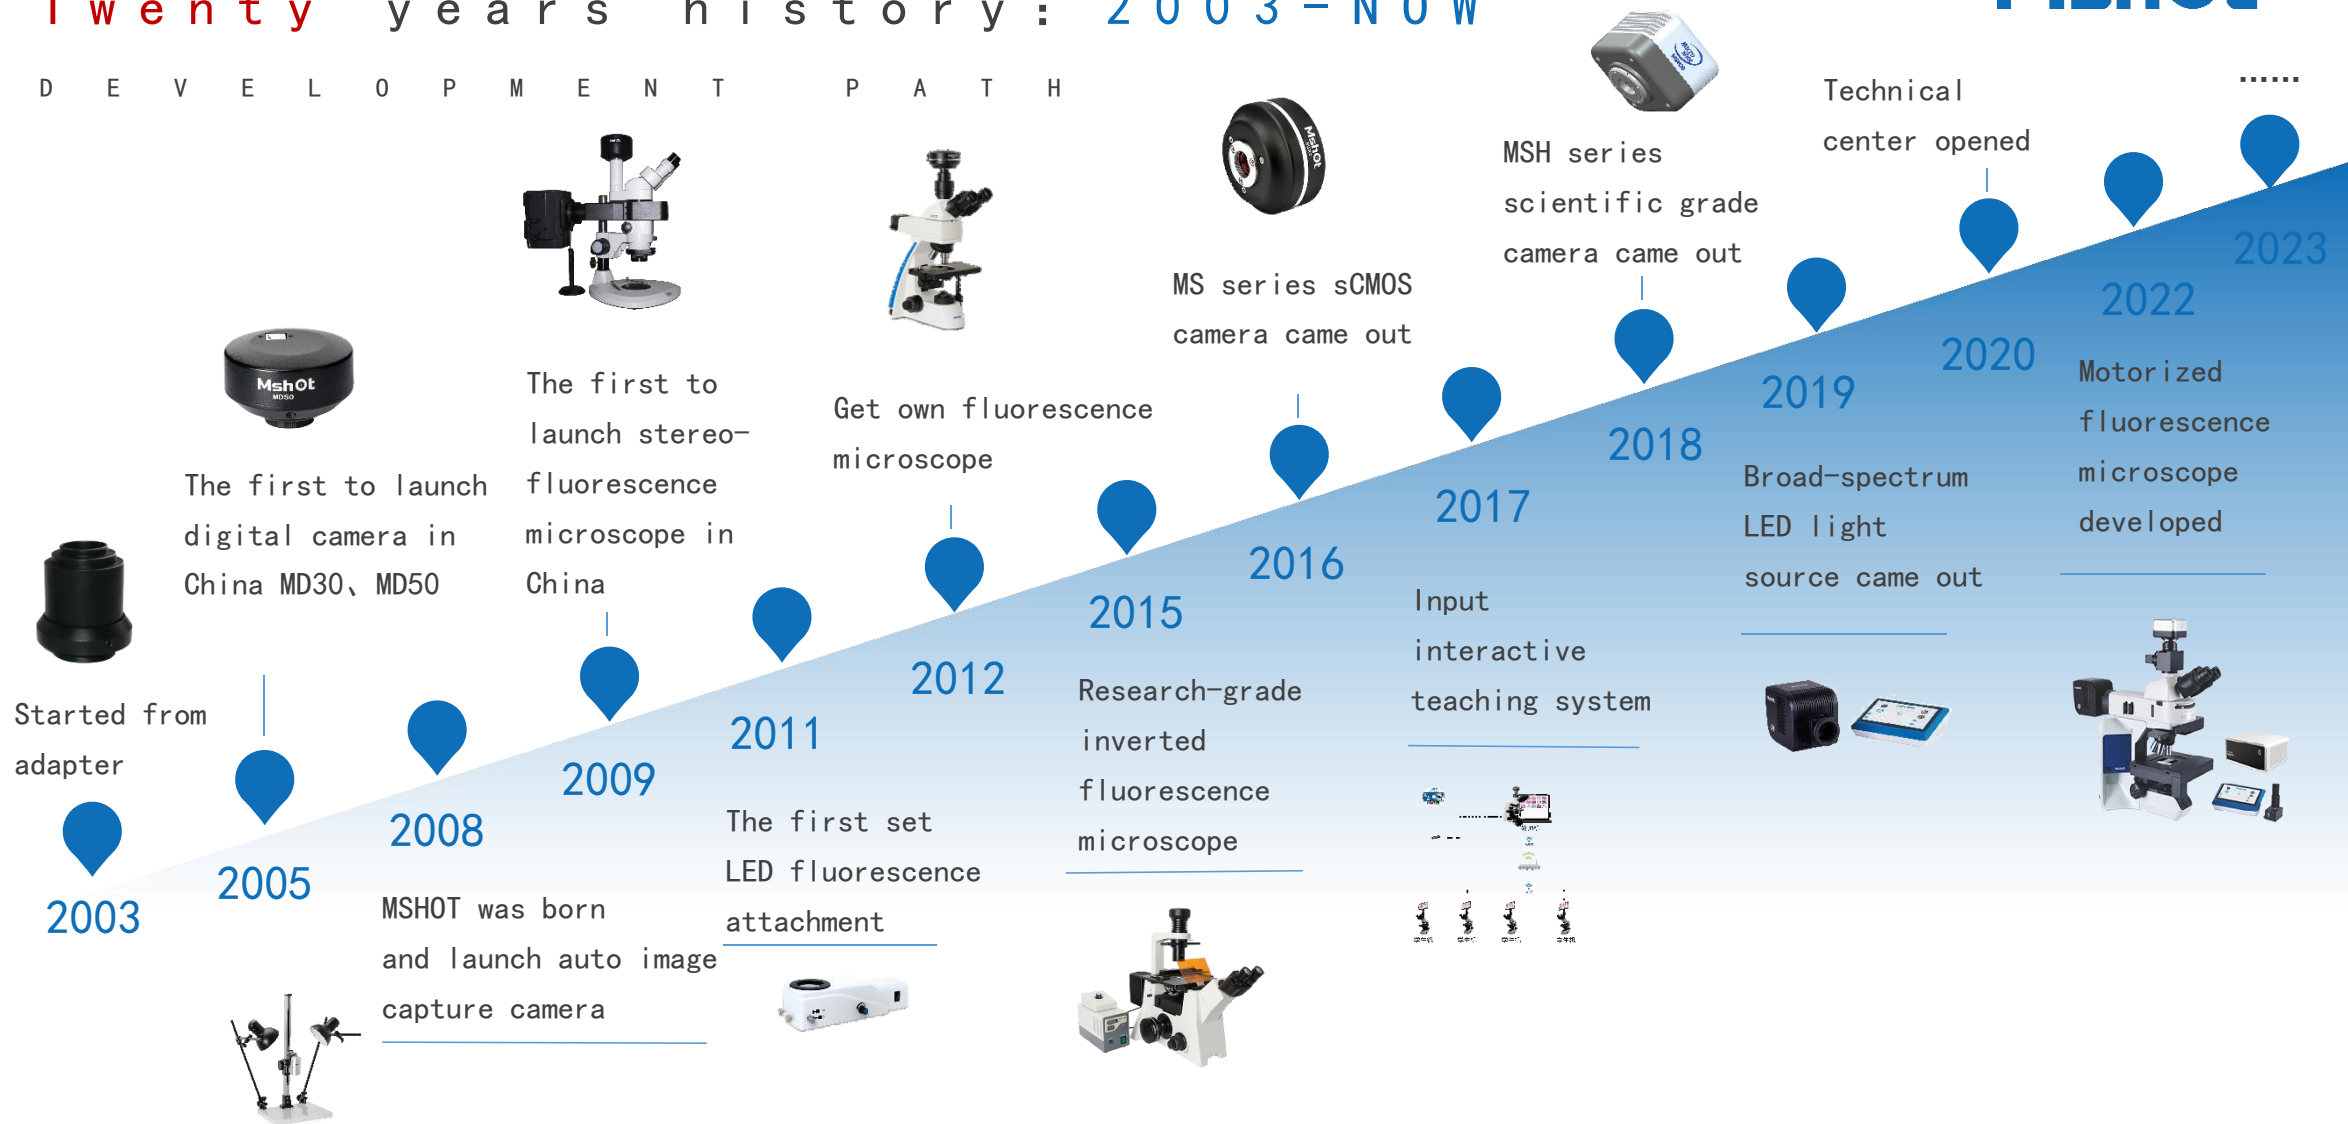 Twenty years history: 2003-NOW
MshOt
DEVELOPMENT PATH
Started from
adapter
2003
MshOt
MD50
The first to launch
digital camera in
China MD30、MD50
2005
2008
MSHOT was born
and launch auto image
capture camera
The first to
launch stereo-
fluorescence
microscope in
China
2009
2011
The first set
LED fluorescence
attachment
Get own fluorescence
microscope
2012
2015
Research-grade
inverted
fluorescence
microscope
MshOt
MS series sCMOS
camera came out
2016
2017
Input
interactive
teaching system
MSH series
scientific grade
camera came out
2018
2019
Broad-spectrum
LED light
source came out
Technical
center opened
2020
2022
Motorized
fluorescence
microscope
developed
......
2023